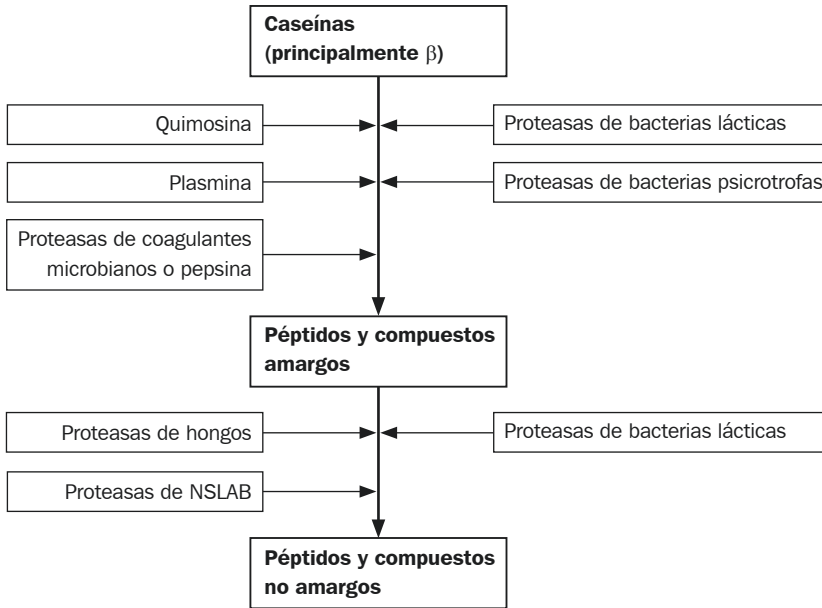 Caseínas
(principalmente β)
Quimosina
Proteasas de bacterias lácticas
Plasmina
Proteasas de bacterias psicrotrofas
Proteasas de coagulantes
microbianos o pepsina
Péptidos y compuestos
amargos
Proteasas de hongos
Proteasas de bacterias lácticas
Proteasas de NSLAB
Péptidos y compuestos
no amargos